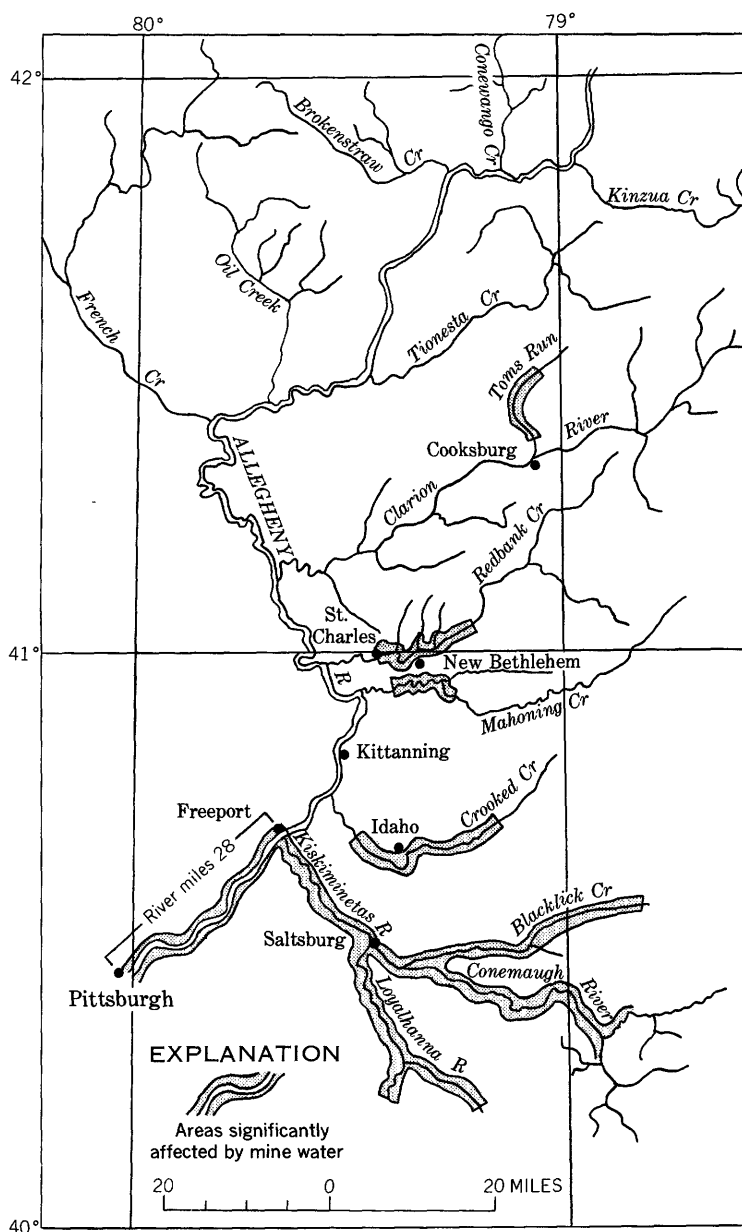 80°
79°
42°
Conewango Cr
Brokenstraw Cr
Kinzua Cr
Oil Creek
French Cr
Tionesta Cr
Toms Run
ALLEGHENY R
Cooksburg
Clarion River
Redbank Cr
St.
Charles
41°
New Bethlehem
Mahoning Cr
Kittanning
Freeport
Idaho
Crooked Cr
River miles 28
Kiskiminetas R
Blacklick Cr
Saltsburg
Conemaugh River
Pittsburgh
Loyalhanna R
EXPLANATION
Areas significantly
affected by mine water
20 0 20 MILES
40°